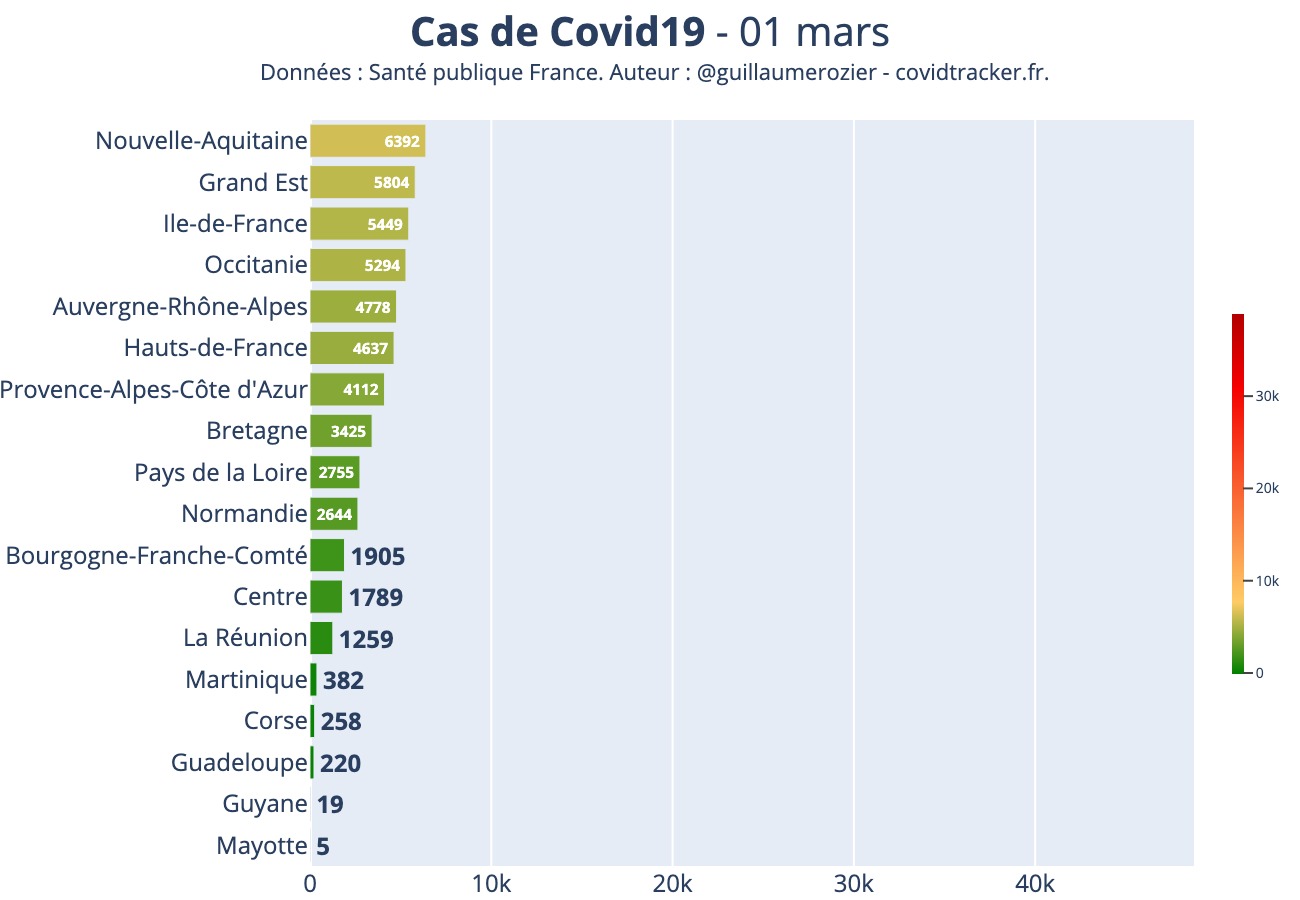 Cas de Covid19 - 01 mars
Données : Santé publique France. Auteur : @guillaumerozier - covidtracker.fr.
Nouvelle-Aquitaine 6392
Grand Est 5804
Ile-de-France 5449
Occitanie 5294
Auvergne-Rhône-Alpes 4778
Hauts-de-France 4637
Provence-Alpes-Côte d'Azur 4112
Bretagne 3425
Pays de la Loire 2755
Normandie 2644
Bourgogne-Franche-Comté 1905
Centre 1789
La Réunion 1259
Martinique 382
Corse 258
Guadeloupe 220
Guyane 19
Mayotte 5
0 10k 20k 30k 40k
30k
20k
10k
0